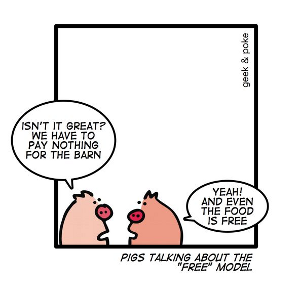 geek & poke
ISN'T IT GREAT?
WE HAVE TO
PAY NOTHING
FOR THE BARN
YEAH!
AND EVEN
THE FOOD
IS FREE
PIGS TALKING ABOUT THE
"FREE" MODEL